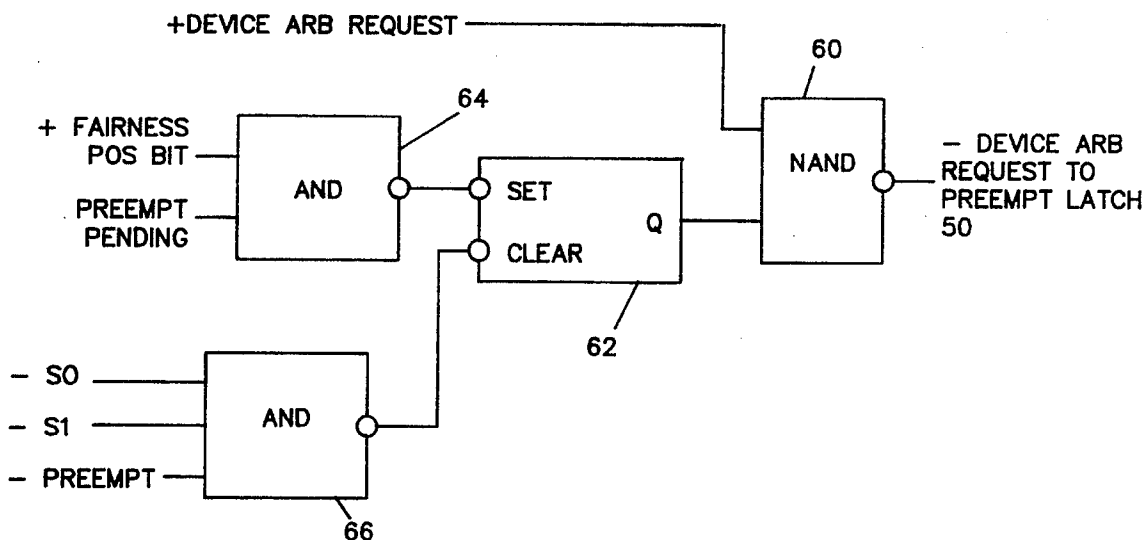 +DEVICE ARB REQUEST
60
64
+ FAIRNESS
POS BIT
AND
PREEMPT
PENDING
SET
CLEAR
Q
62
NAND
- DEVICE ARB
REQUEST TO
PREEMPT LATCH
50
- S0
- S1
- PREEMPT
AND
66